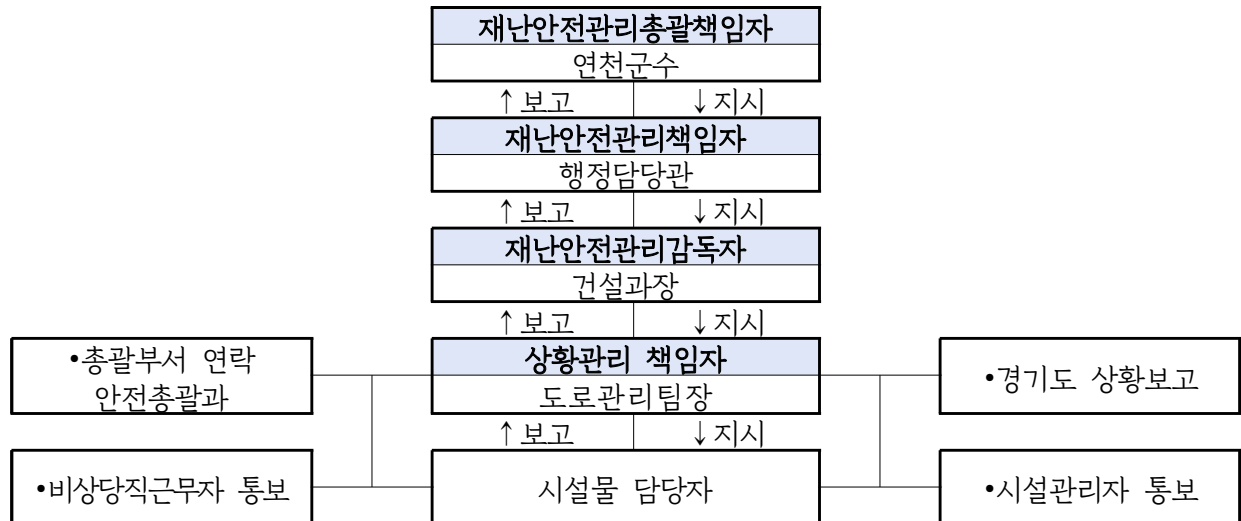 재난안전관리총괄책임자
연천군수
↑보고 ↓지시
재난안전관리책임자
행정담당관
↑보고 ↓지시
재난안전관리감독자
건설과장
↑보고 ↓지시
•총괄부서 연락
안전총괄과
상황관리 책임자
도로관리팀장
•경기도 상황보고
↑보고 ↓지시
•비상당직근무자 통보
시설물 담당자
•시설관리자 통보